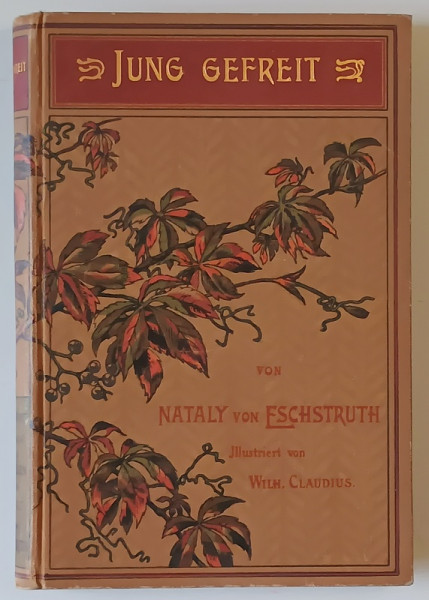 JUNG GEFREIT
VON
NATALY VON ESCHSTRUTH
Illustriert von
WILH. CLAUDIUS.